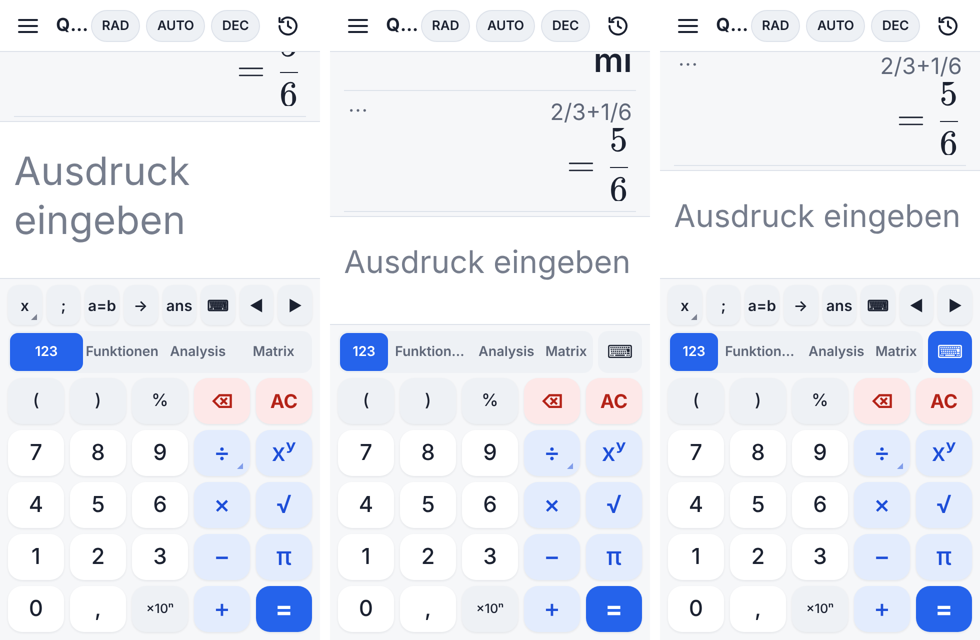 Q... RAD AUTO DEC
= 5/6
Ausdruck
eingeben
x ; a=b → ans ⌨ ◀ ▶
123 Funktionen Analysis Matrix
( ) % ⌫ AC
7 8 9 ÷ xʸ
4 5 6 × √
1 2 3 − π
0 , ×10ⁿ + =
Q... RAD AUTO DEC
mi
... 2/3+1/6
= 5/6
Ausdruck eingeben
123 Funktion... Analysis Matrix ⌨
( ) % ⌫ AC
7 8 9 ÷ xʸ
4 5 6 × √
1 2 3 − π
0 , ×10ⁿ + =
Q... RAD AUTO DEC
... 2/3+1/6
= 5/6
Ausdruck eingeben
x ; a=b → ans ⌨ ◀ ▶
123 Funktion... Analysis Matrix ⌨
( ) % ⌫ AC
7 8 9 ÷ xʸ
4 5 6 × √
1 2 3 − π
0 , ×10ⁿ + =